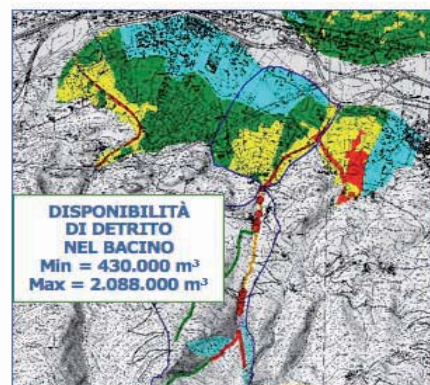 DISPONIBILITÀ
DI DETRITO
NEL BACINO
Min = 430.000 m³
Max = 2.088.000 m³